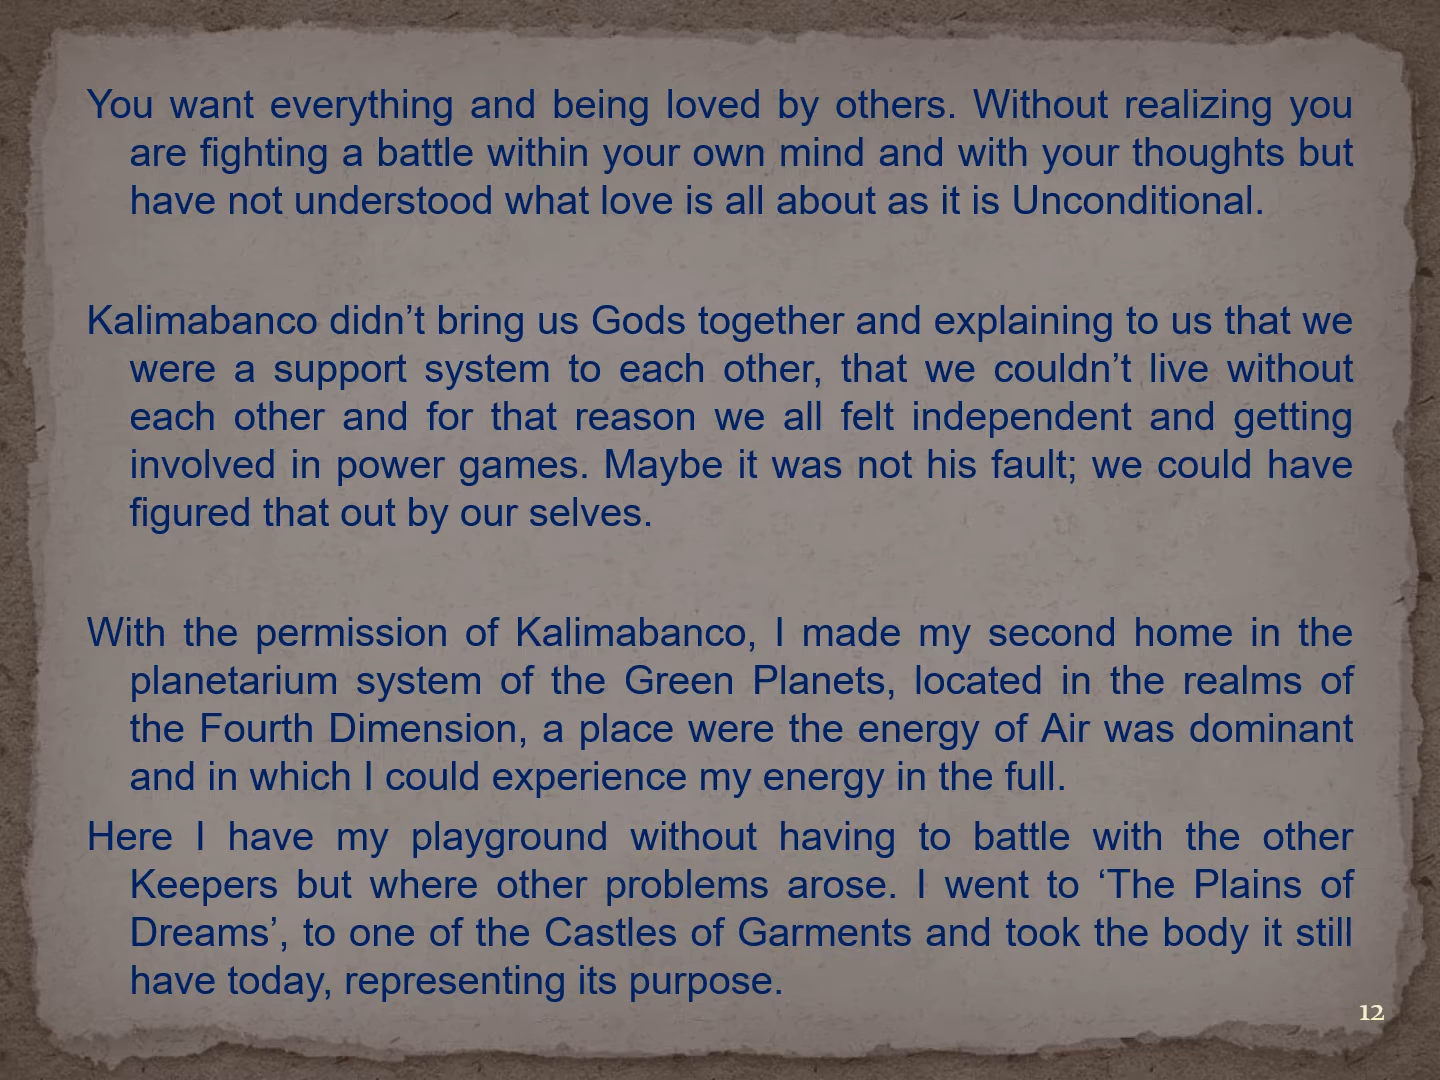 You want everything and being loved by others. Without realizing you
are fighting a battle within your own mind and with your thoughts but
have not understood what love is all about as it is Unconditional.
Kalimabanco didn’t bring us Gods together and explaining to us that we
were a support system to each other, that we couldn’t live without
each other and for that reason we all felt independent and getting
involved in power games. Maybe it was not his fault; we could have
figured that out by our selves.
With the permission of Kalimabanco, I made my second home in the
planetarium system of the Green Planets, located in the realms of
the Fourth Dimension, a place were the energy of Air was dominant
and in which I could experience my energy in the full.
Here I have my playground without having to battle with the other
Keepers but where other problems arose. I went to ‘The Plains of
Dreams’, to one of the Castles of Garments and took the body it still
have today, representing its purpose.
12